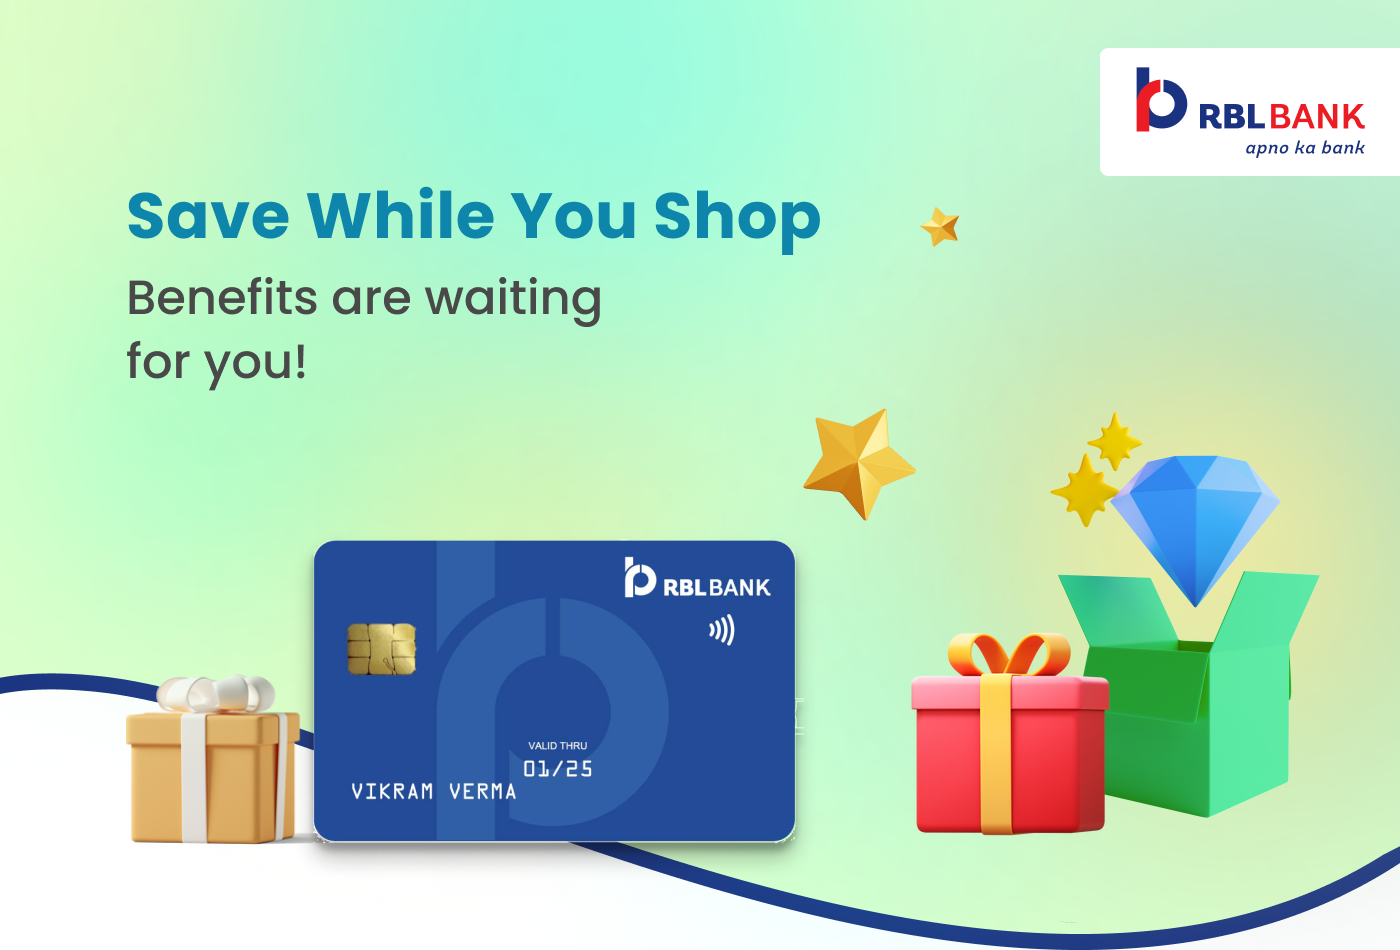 RBL BANK
apno ka bank
Save While You Shop
Benefits are waiting
for you!
RBL BANK
VALID THRU
01/25
VIKRAM VERMA